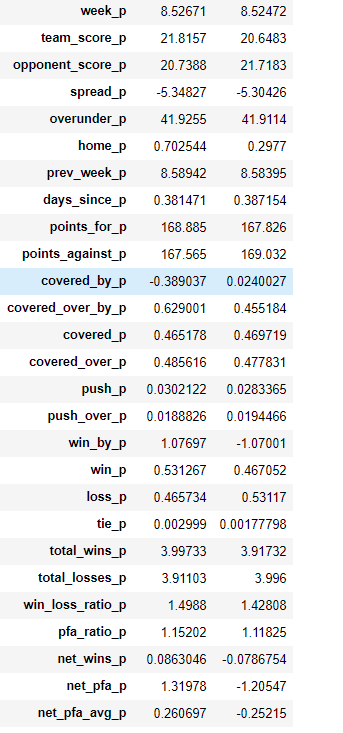 week_p 8.52671 8.52472
team_score_p 21.8157 20.6483
opponent_score_p 20.7388 21.7183
spread_p -5.34827 -5.30426
overunder_p 41.9255 41.9114
home_p 0.702544 0.2977
prev_week_p 8.58942 8.58395
days_since_p 0.381471 0.387154
points_for_p 168.885 167.826
points_against_p 167.565 169.032
covered_by_p -0.389037 0.0240027
covered_over_by_p 0.629001 0.455184
covered_p 0.465178 0.469719
covered_over_p 0.485616 0.477831
push_p 0.0302122 0.0283365
push_over_p 0.0188826 0.0194466
win_by_p 1.07697 -1.07001
win_p 0.531267 0.467052
loss_p 0.465734 0.53117
tie_p 0.002999 0.00177798
total_wins_p 3.99733 3.91732
total_losses_p 3.91103 3.996
win_loss_ratio_p 1.4988 1.42808
pfa_ratio_p 1.15202 1.11825
net_wins_p 0.0863046 -0.0786754
net_pfa_p 1.31978 -1.20547
net_pfa_avg_p 0.260697 -0.25215